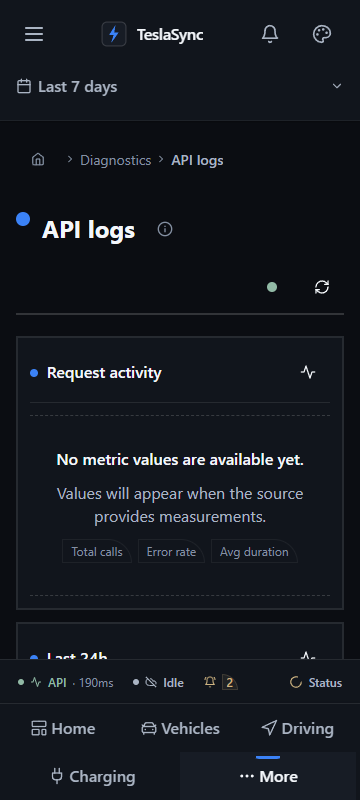 TeslaSync
Last 7 days
Diagnostics
API logs
API logs
Request activity
No metric values are available yet.
Values will appear when the source
provides measurements.
Total calls
Error rate
Avg duration
Last 24h
API · 190ms
Idle
2
Status
Home
Vehicles
Driving
Charging
More